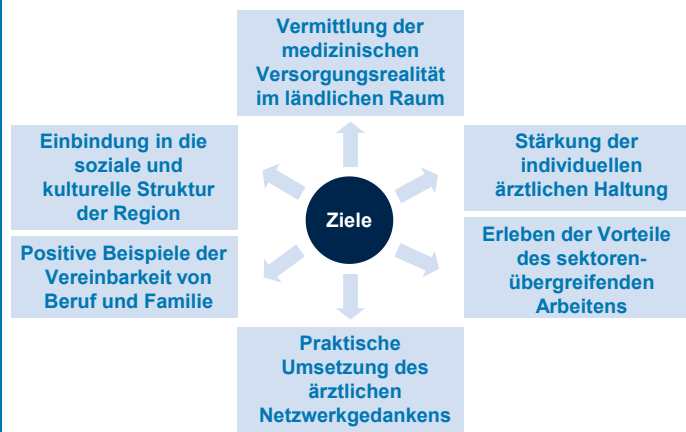 Vermittlung der
medizinischen
Versorgungsrealität
im ländlichen Raum
Einbindung in die
soziale und
kulturelle Struktur
der Region
Stärkung der
individuellen
ärztlichen Haltung
Ziele
Positive Beispiele der
Vereinbarkeit von
Beruf und Familie
Erleben der Vorteile
des sektoren-
übergreifenden
Arbeitens
Praktische
Umsetzung des
ärztlichen
Netzwerkgedankens